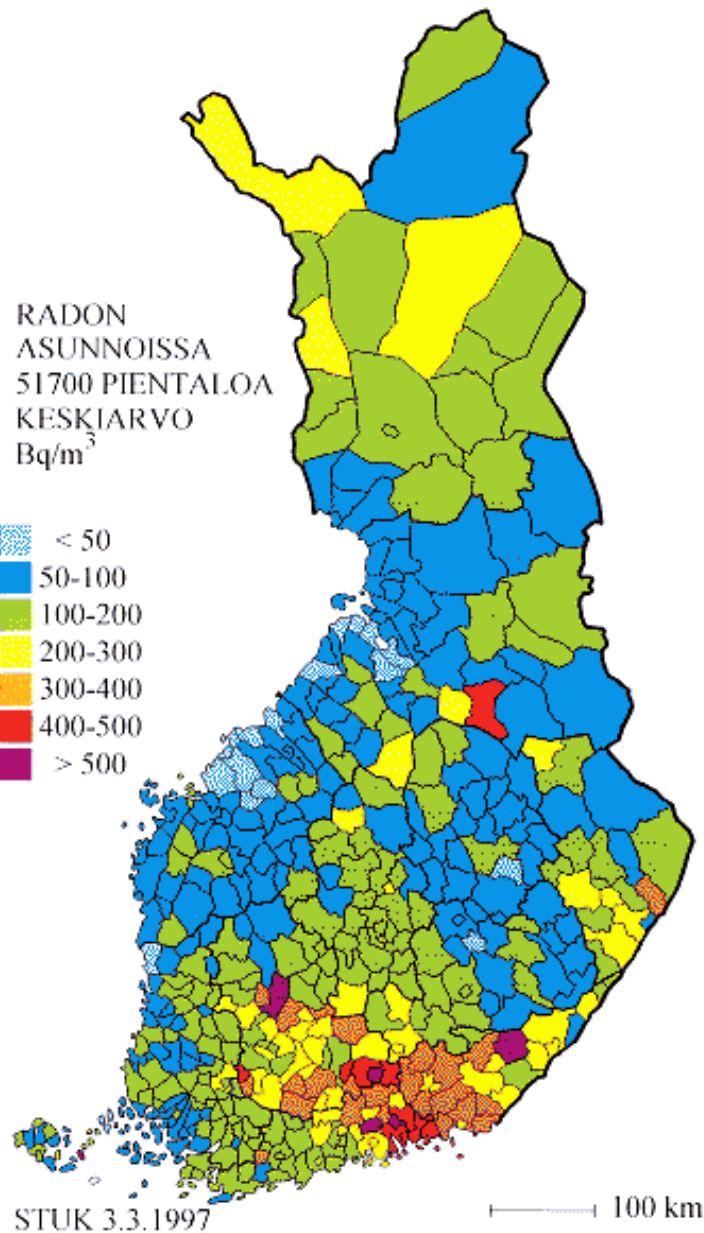 RADON
ASUNNOISSA
51700 PIENTALOA
KESKIARVO
Bq/m³
< 50
50-100
100-200
200-300
300-400
400-500
> 500
STUK 3.3.1997
100 km